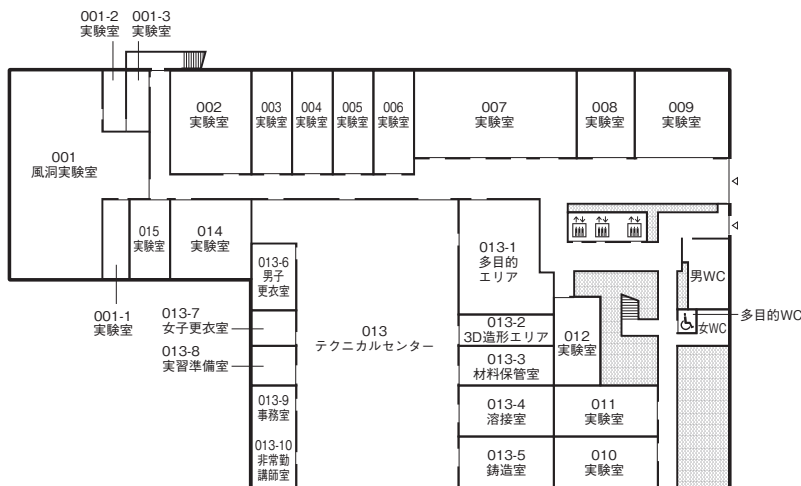 001-2
実験室
001-3
実験室
001
風洞実験室
002
実験室
003
実験室
004
実験室
005
実験室
006
実験室
007
実験室
008
実験室
009
実験室
015
実験室
014
実験室
001-1
実験室
013-6
男子
更衣室
013-7
女子更衣室
013-8
実習準備室
013-9
事務室
013-10
非常勤
講師室
013
テクニカルセンター
013-1
多目的
エリア
013-2
3D造形エリア
013-3
材料保管室
013-4
溶接室
013-5
鋳造室
012
実験室
011
実験室
010
実験室
男WC
女WC
多目的WC